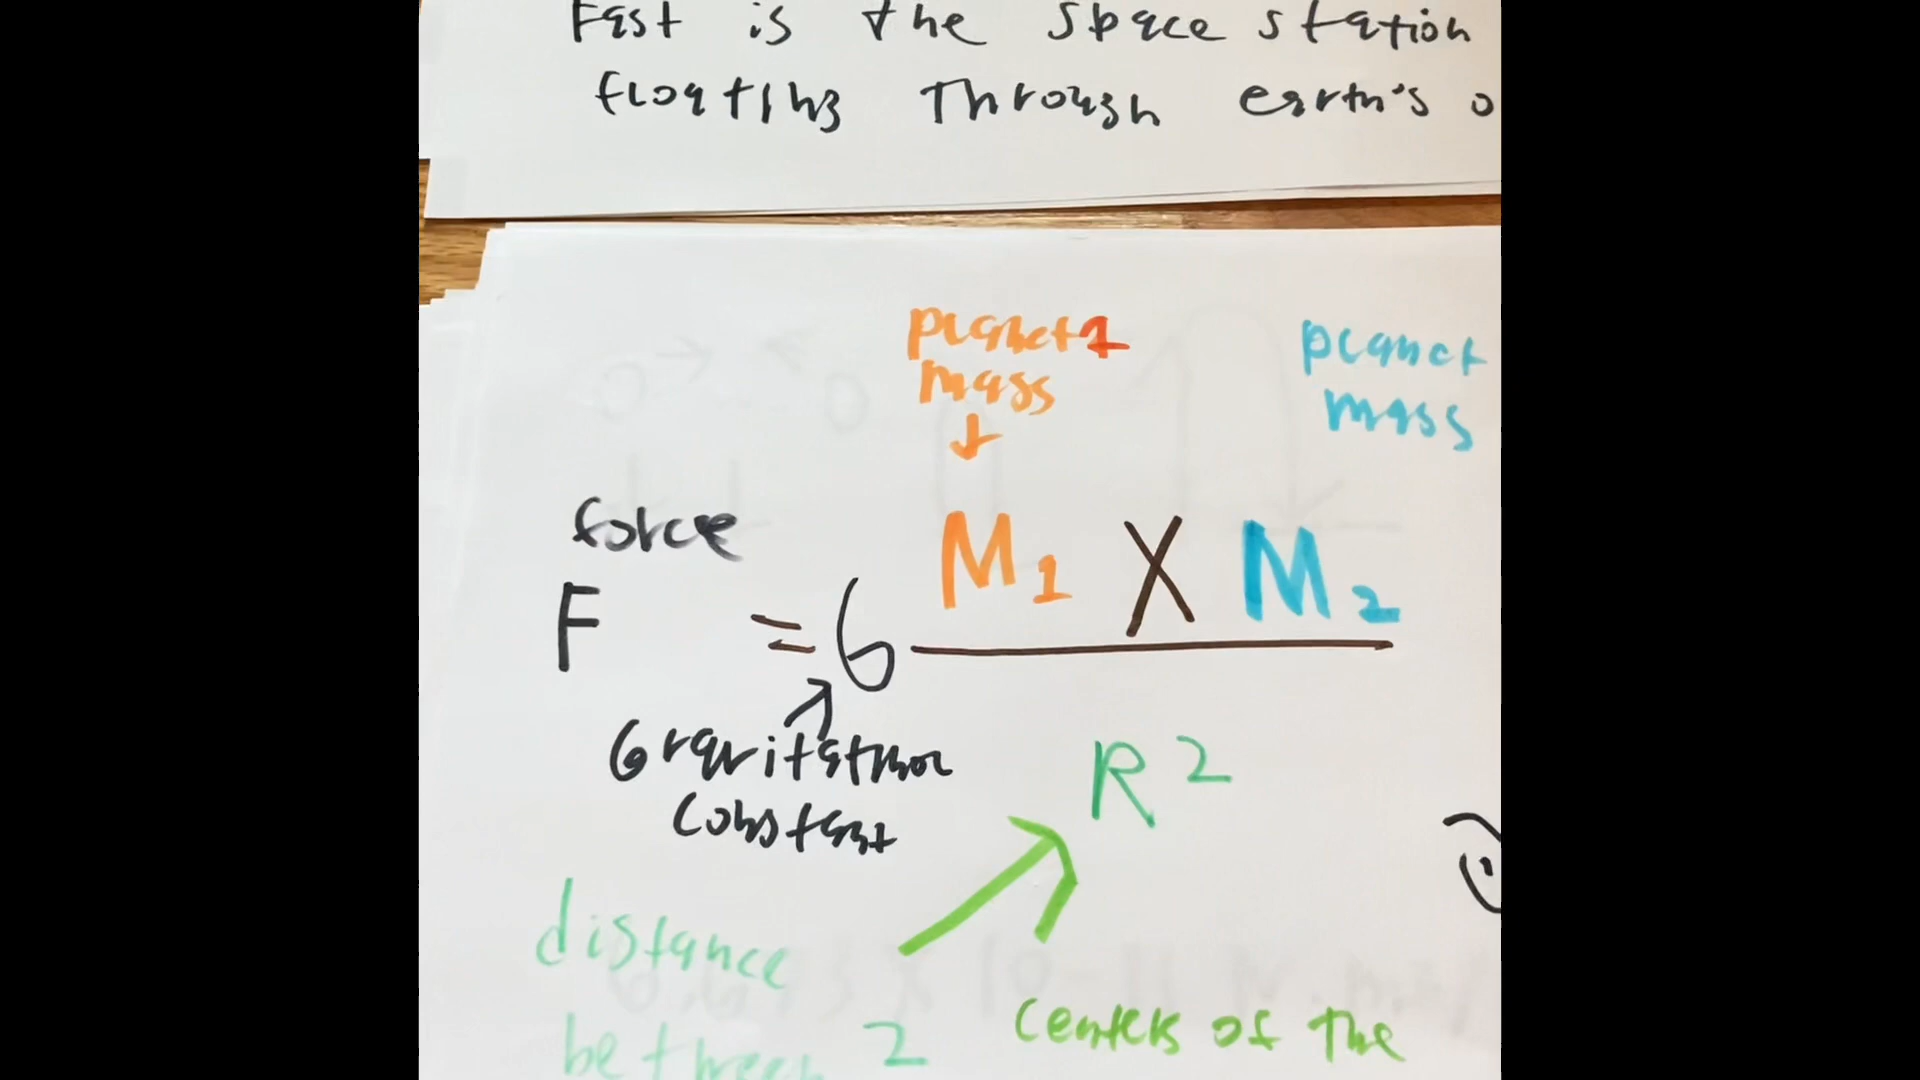 Fast is the space station
floating Through earth's o
planet 1
mass
planet
mass
force
M1 X M2
F = G
Gravitational
Constant
R2
distance
between 2
centers of the